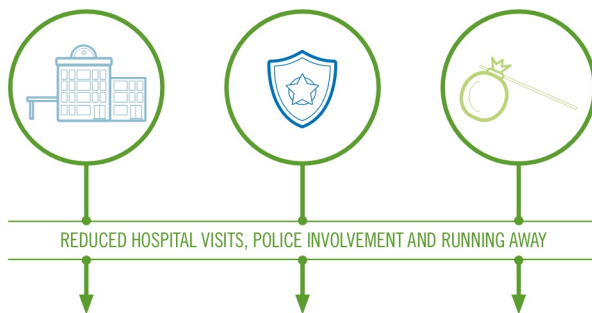 REDUCED HOSPITAL VISITS, POLICE INVOLVEMENT AND RUNNING AWAY